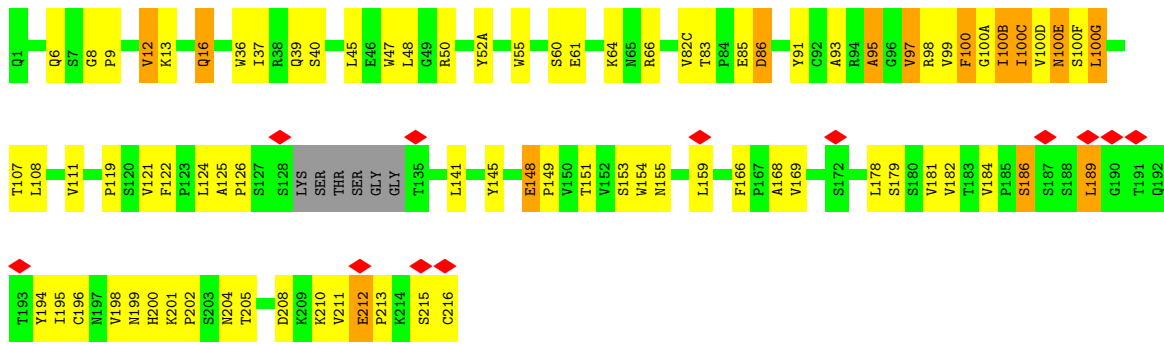 Q1 Q6 S7 G8 P9 V12 K13 Q16 W36 I37 R38 Q39 S40 L45 E46 W47 L48 G49 R50 Y52A W55 S60 E61 K64 N65 R66 V82C T83 P84 E85 D86 Y91 C92 A93 R94 A95 G96 V97 R98 V99 F100 G100A I100B I100C V100D N100E S100F L100G
T107 L108 V111 P119 S120 V121 F122 P123 L124 A125 P126 S127 S128 LYS SER THR SER GLY GLY T135 L141 Y145 E148 P149 V150 T151 V152 S153 W154 N155 L159 F166 P167 A168 V169 S172 L178 S179 S180 V181 V182 T183 V184 P185 S186 S187 S188 L189 G190 T191 Q192
T193 Y194 I195 C196 N197 V198 N199 H200 K201 P202 S203 N204 T205 D208 K209 K210 V211 E212 P213 K214 S215 C216